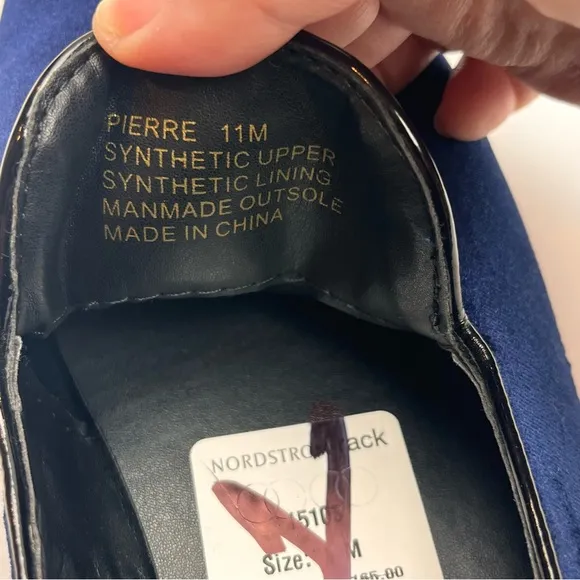 PIERRE 11M
SYNTHETIC UPPER
SYNTHETIC LINING
MANMADE OUTSOLE
MADE IN CHINA
NORDSTROM rack
Size: M